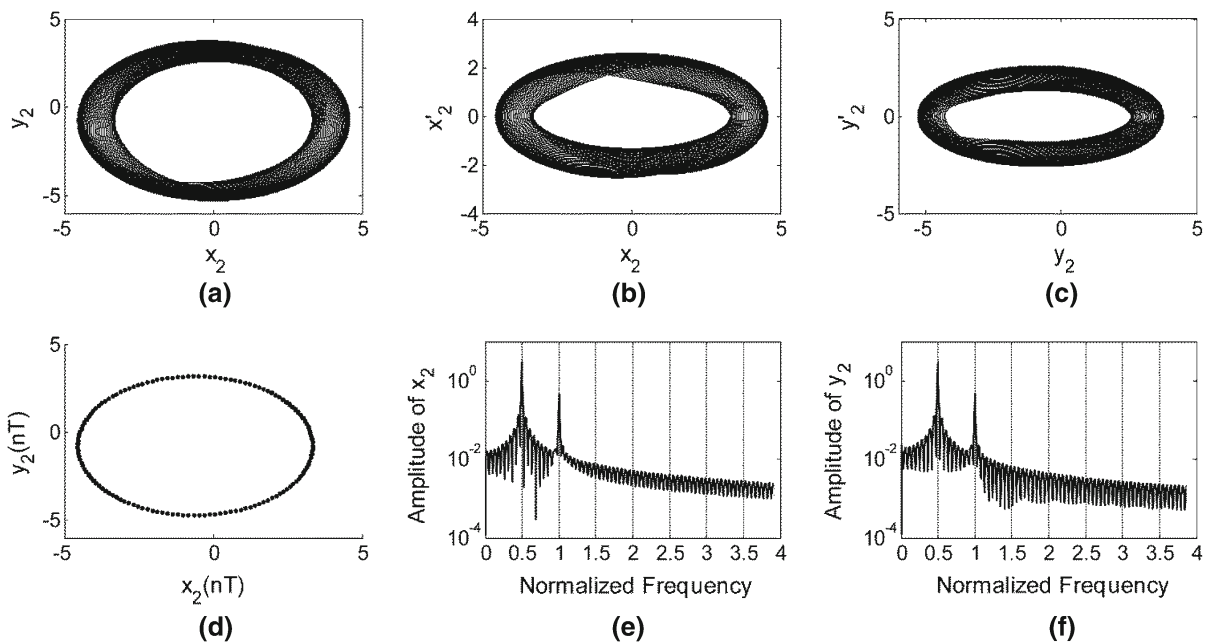 5
0
-5
y2
-5 0 5
x2
(a)
4
2
0
-2
-4
x'2
-5 0 5
x2
(b)
5
0
-5
y'2
-5 0 5
y2
(c)
5
0
-5
y2(nT)
-5 0 5
x2(nT)
(d)
10^0
10^-2
10^-4
Amplitude of x2
0 0.5 1 1.5 2 2.5 3 3.5 4
Normalized Frequency
(e)
10^0
10^-2
10^-4
Amplitude of y2
0 0.5 1 1.5 2 2.5 3 3.5 4
Normalized Frequency
(f)